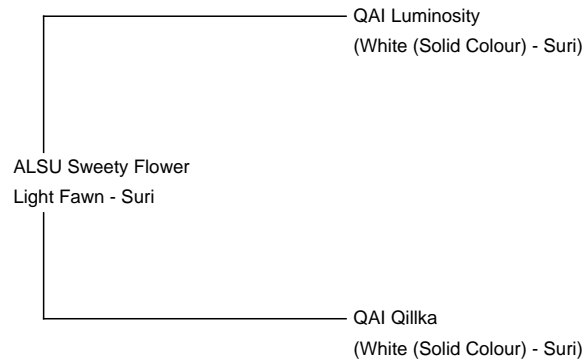 QAI Luminosity
(White (Solid Colour) - Suri)
ALSU Sweety Flower
Light Fawn - Suri
QAI Qillka
(White (Solid Colour) - Suri)